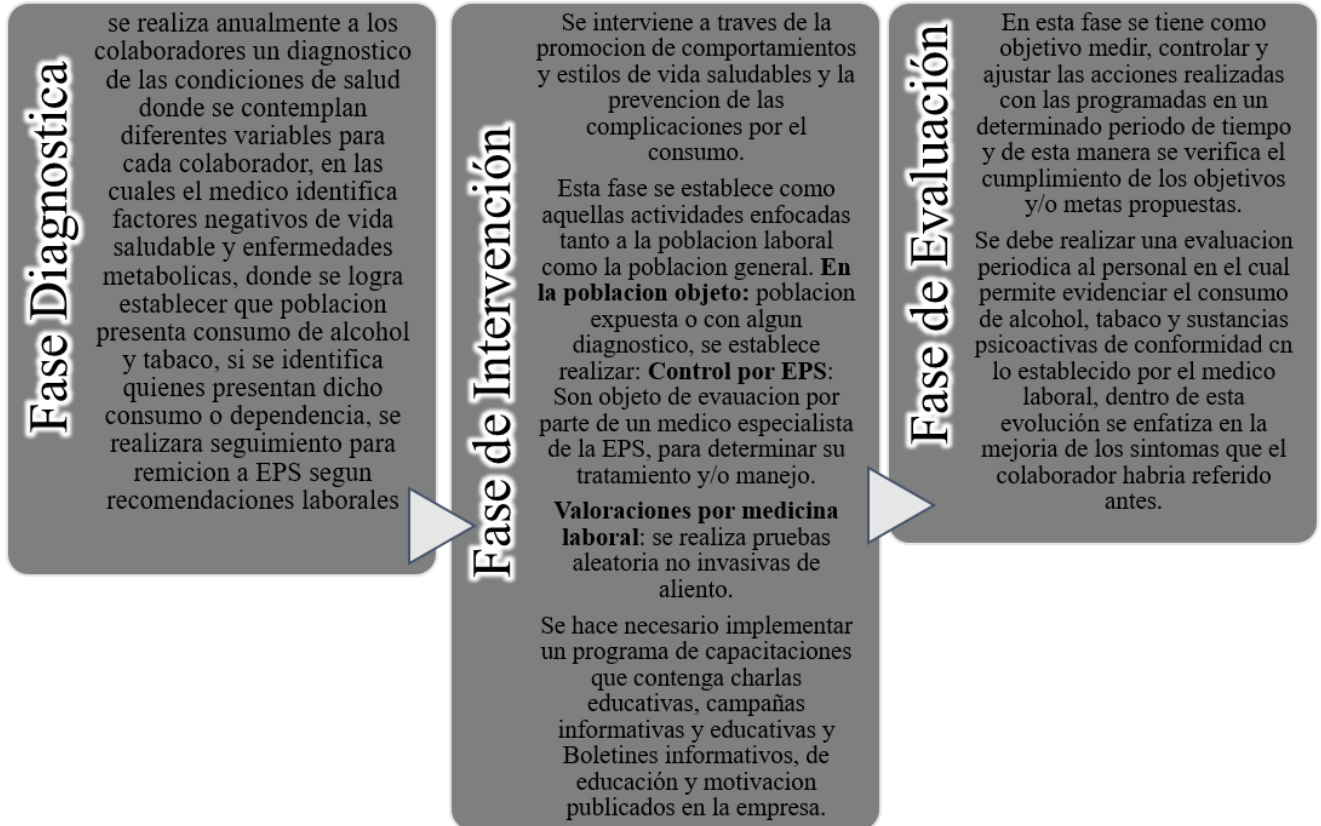 Fase Diagnostica
se realiza anualmente a los
colaboradores un diagnostico
de las condiciones de salud
donde se contemplan
diferentes variables para
cada colaborador, en las
cuales el medico identifica
factores negativos de vida
saludable y enfermedades
metabolicas, donde se logra
establecer que poblacion
presenta consumo de alcohol
y tabaco, si se identifica
quienes presentan dicho
consumo o dependencia, se
realizara seguimiento para
remicion a EPS segun
recomendaciones laborales
Fase de Intervención
Se interviene a traves de la
promocion de comportamientos
y estilos de vida saludables y la
prevencion de las
complicaciones por el
consumo.
Esta fase se establece como
aquellas actividades enfocadas
tanto a la poblacion laboral
como la poblacion general. En
la poblacion objeto: poblacion
expuesta o con algun
diagnostico, se establece
realizar: Control por EPS:
Son objeto de evauacion por
parte de un medico especialista
de la EPS, para determinar su
tratamiento y/o manejo.
Valoraciones por medicina
laboral: se realiza pruebas
aleatoria no invasivas de
aliento.
Se hace necesario implementar
un programa de capacitaciones
que contenga charlas
educativas, campañas
informativas y educativas y
Boletines informativos, de
educación y motivacion
publicados en la empresa.
Fase de Evaluación
En esta fase se tiene como
objetivo medir, controlar y
ajustar las acciones realizadas
con las programadas en un
determinado periodo de tiempo
y de esta manera se verifica el
cumplimiento de los objetivos
y/o metas propuestas.
Se debe realizar una evaluacion
periodica al personal en el cual
permite evidenciar el consumo
de alcohol, tabaco y sustancias
psicoactivas de conformidad cn
lo establecido por el medico
laboral, dentro de esta
evolución se enfatiza en la
mejoria de los sintomas que el
colaborador habria referido
antes.